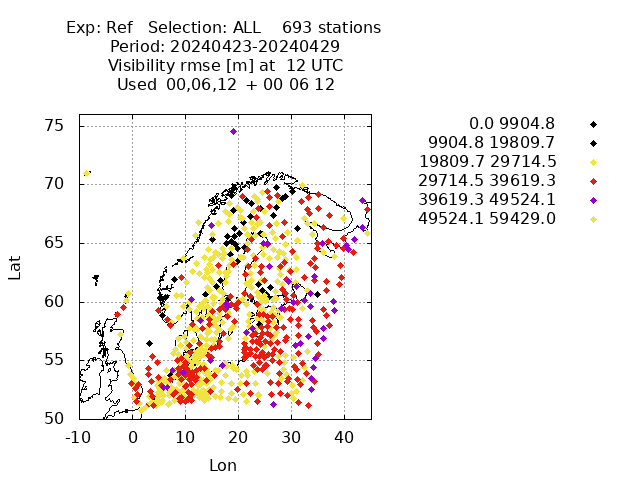 Exp: Ref   Selection: ALL    693 stations
Period: 20240423-20240429
Visibility rmse [m] at  12 UTC
Used  00,06,12  + 00 06 12
0.0 9904.8
9904.8 19809.7
19809.7 29714.5
29714.5 39619.3
39619.3 49524.1
49524.1 59429.0
75
70
65
60
55
50
Lat
-10 0 10 20 30 40
Lon